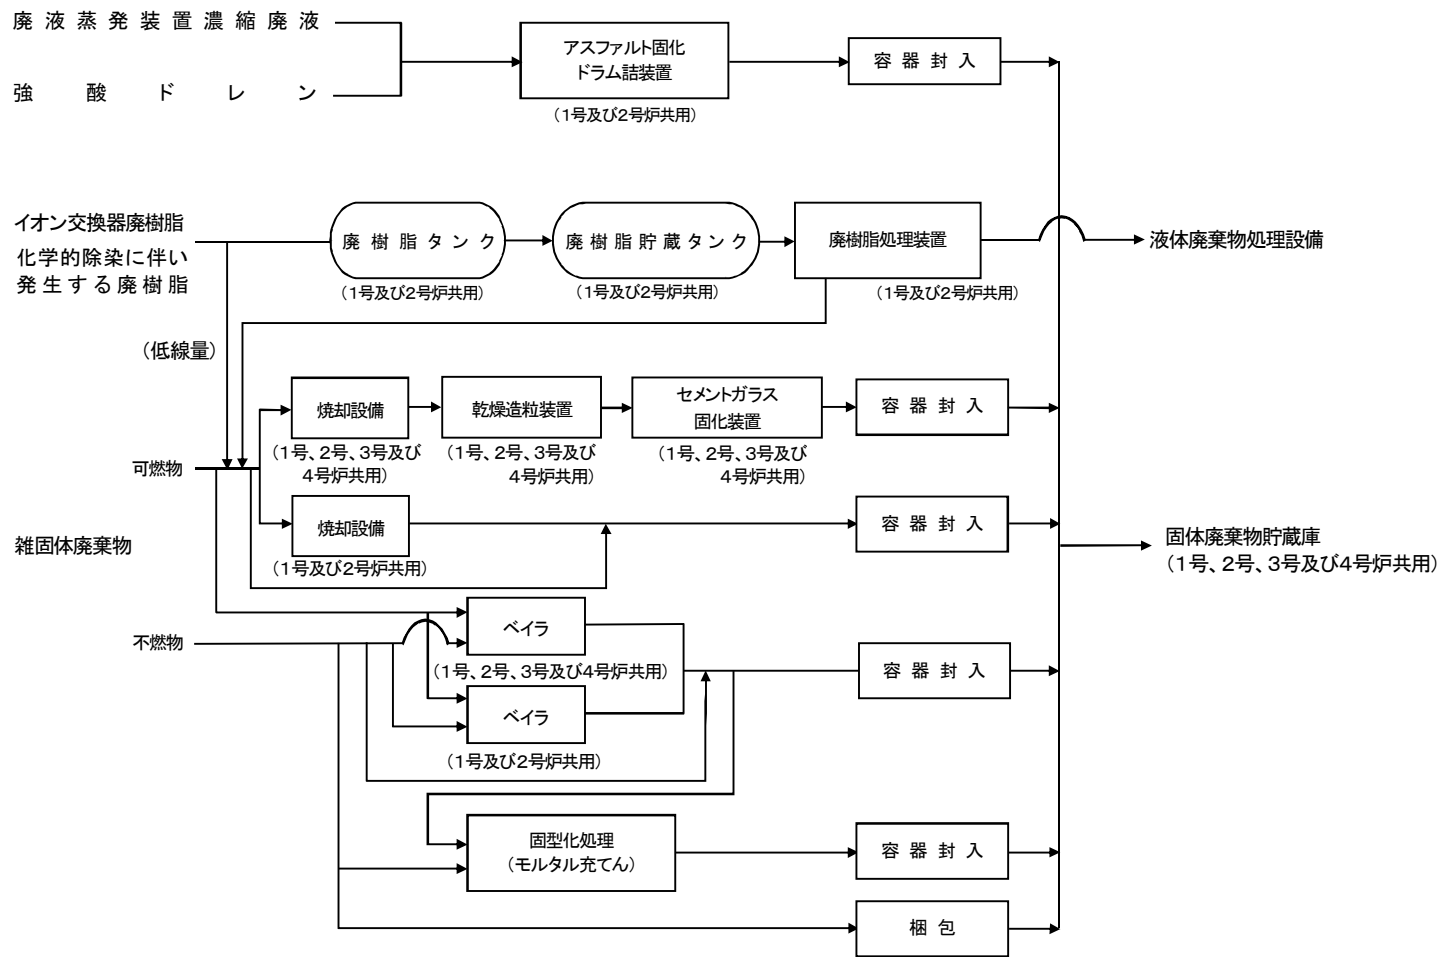 廃液蒸発装置濃縮廃液
強酸ドレン
アスファルト固化
ドラム詰装置
(1号及び2号炉共用)
容器封入
イオン交換器廃樹脂
化学的除染に伴い
発生する廃樹脂
廃樹脂タンク
(1号及び2号炉共用)
廃樹脂貯蔵タンク
(1号及び2号炉共用)
廃樹脂処理装置
(1号及び2号炉共用)
液体廃棄物処理設備
(低線量)
焼却設備
(1号、2号、3号及び
4号炉共用)
乾燥造粒装置
(1号、2号、3号及び
4号炉共用)
セメントガラス
固化装置
(1号、2号、3号及び
4号炉共用)
容器封入
可燃物
焼却設備
(1号及び2号炉共用)
容器封入
雑固体廃棄物
固体廃棄物貯蔵庫
(1号、2号、3号及び4号炉共用)
不燃物
ベイラ
(1号、2号、3号及び4号炉共用)
ベイラ
(1号及び2号炉共用)
容器封入
固型化処理
(モルタル充てん)
容器封入
梱包